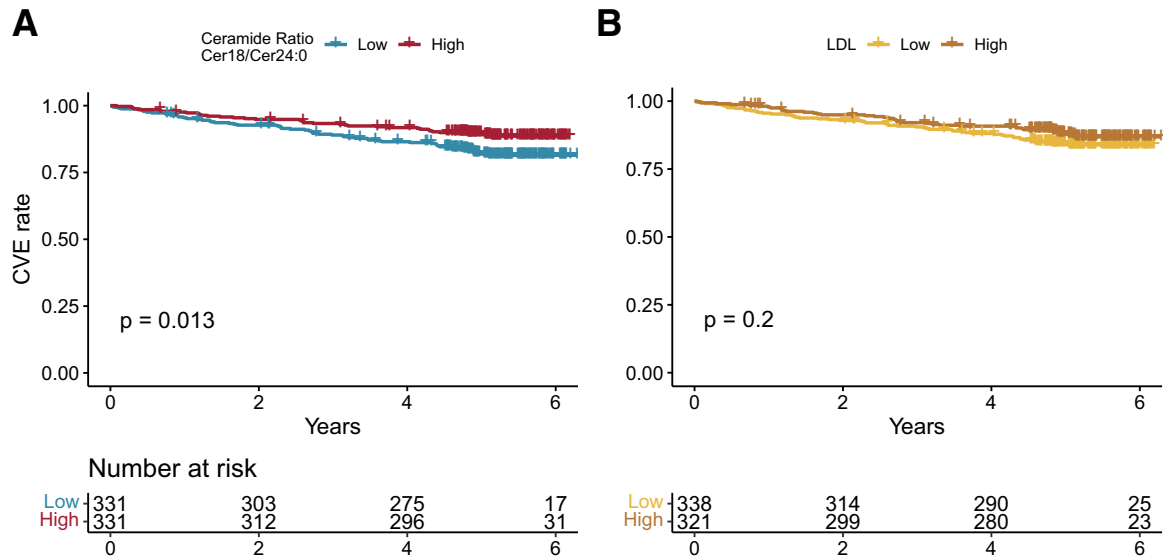 A
Ceramide Ratio
Cer18/Cer24:0
Low
High
CVE rate
1.00
0.75
0.50
0.25
0.00
p = 0.013
0 2 4 6
Years
Number at risk
Low 331 303 275 17
High 331 312 296 31
0 2 4 6
B
LDL Low High
1.00
0.75
0.50
0.25
0.00
p = 0.2
0 2 4 6
Years
Low 338 314 290 25
High 321 299 280 23
0 2 4 6